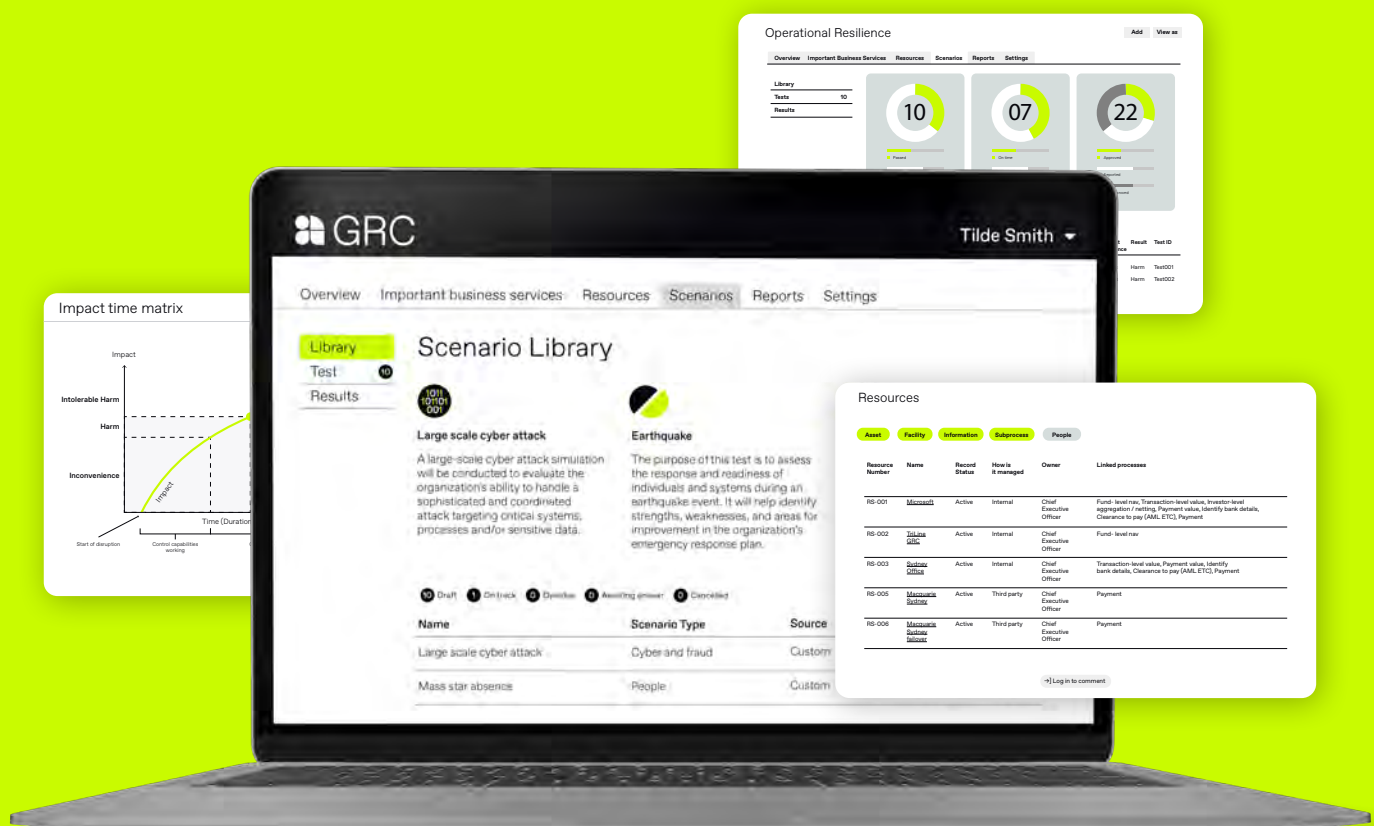 Operational Resilience
Add View as
Overview Important Business Services Resources Scenarios Reports Settings
Library
Tests 10
Results
10
07
22
Passed
On time
Approved
Result Test ID
Harm Test001
Harm Test002
GRC
Tilde Smith
Overview Important business services Resources Scenarios Reports Settings
Library
Test 10
Results
Scenario Library
1011
10101
001
Large scale cyber attack
A large-scale cyber attack simulation
will be conducted to evaluate the
organization's ability to handle a
sophisticated and coordinated
attack targeting critical systems,
processes and/or sensitive data.
Earthquake
The purpose of this test is to assess
the response and readiness of
individuals and systems during an
earthquake event. It will help identify
strengths, weaknesses, and areas for
improvement in the organization's
emergency response plan.
10 Draft 1 On track 0 Overdue 0 Awaiting answer 0 Cancelled
Name Scenario Type Source
Large scale cyber attack Cyber and fraud Custom
Mass star absence People Custom
Impact time matrix
Impact
Intolerable Harm
Harm
Inconvenience
Impact
Time (Duration
Start of disruption
Control capabilities
working
Resources
Asset Facility Information Subprocess People
Resource Name Record How is Owner Linked processes
Number Status it managed
RS-001 Microsoft Active Internal Chief Fund- level nav, Transaction-level value, Investor-level
Executive aggregation / netting, Payment value, Identify bank details,
Officer Clearance to pay (AML ETC), Payment
RS-002 TriLine Active Internal Chief Fund- level nav
GRC Executive
Officer
RS-003 Sydney Active Internal Chief Transaction-level value, Payment value, Identify
Office Executive bank details, Clearance to pay (AML ETC), Payment
Officer
RS-005 Macquarie Active Third party Chief Payment
Sydney Executive
Officer
RS-006 Macquarie Active Third party Chief Payment
Sydney Executive
failover Officer
Log in to comment